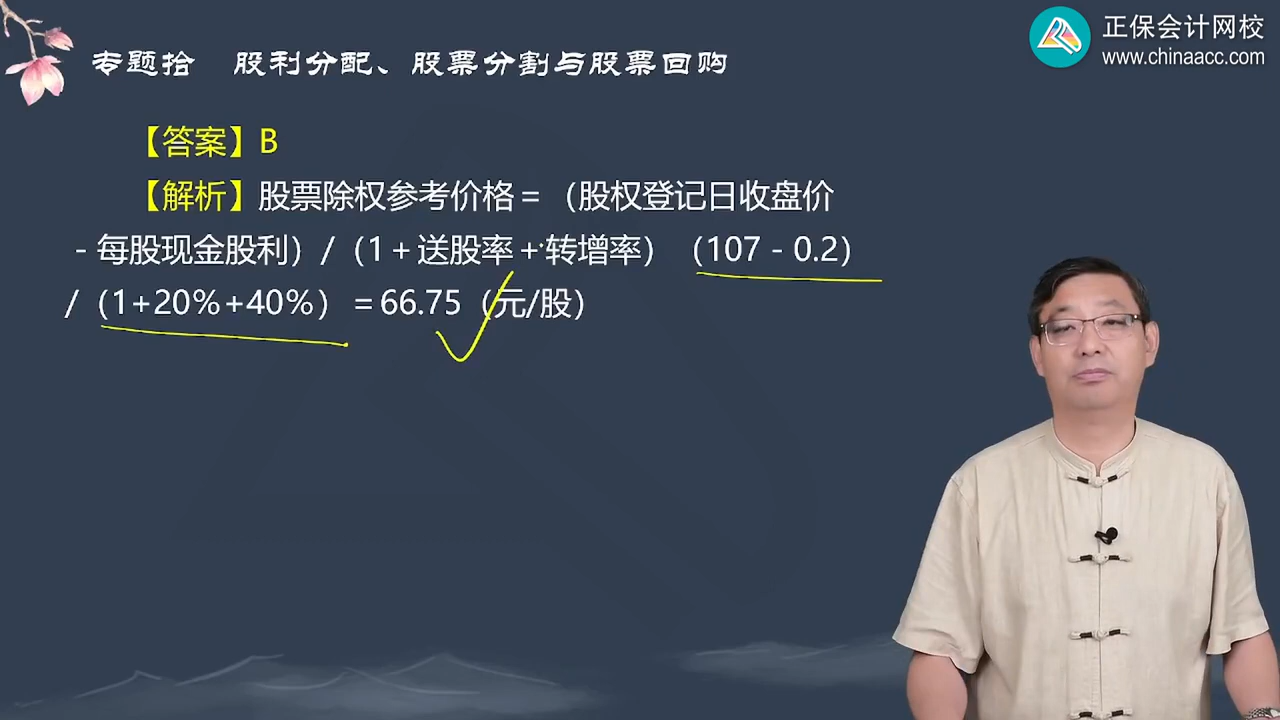 正保会计网校
www.chinaacc.com
专题拾 股利分配、股票分割与股票回购
【答案】B
【解析】股票除权参考价格＝（股权登记日收盘价
－每股现金股利）/（1＋送股率＋转增率）（107－0.2）
/（1+20%+40%）＝66.75（元/股）